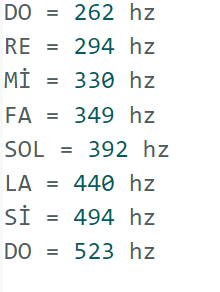 DO = 262 hz
RE = 294 hz
Mİ = 330 hz
FA = 349 hz
SOL = 392 hz
LA = 440 hz
Sİ = 494 hz
DO = 523 hz